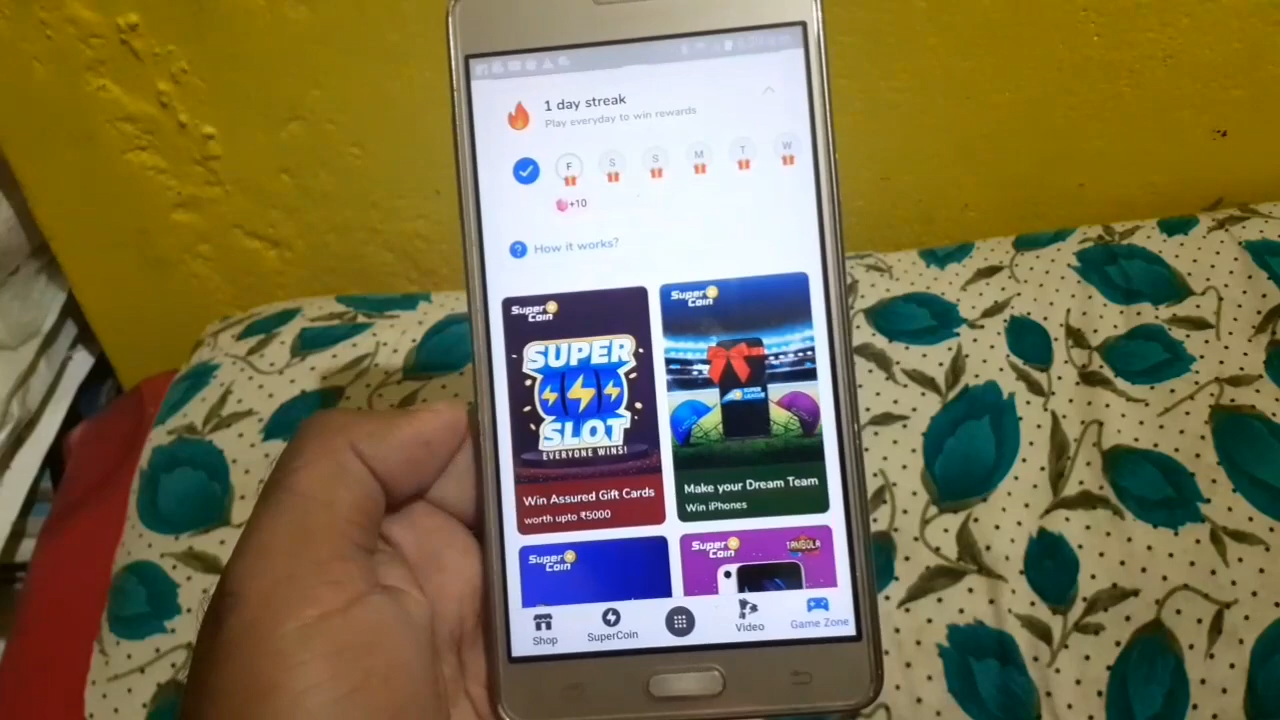 1 day streak
Play everyday to win rewards
F S S M T W
+10
? How it works?
Super Coin
SUPER
SLOT
EVERYONE WINS!
Win Assured Gift Cards
worth upto ₹5000
Super Coin
SUPER LEAGUE
Make your Dream Team
Win iPhones
Super Coin
Super Coin
TAMBOLA
Shop
SuperCoin
Video
Game Zone